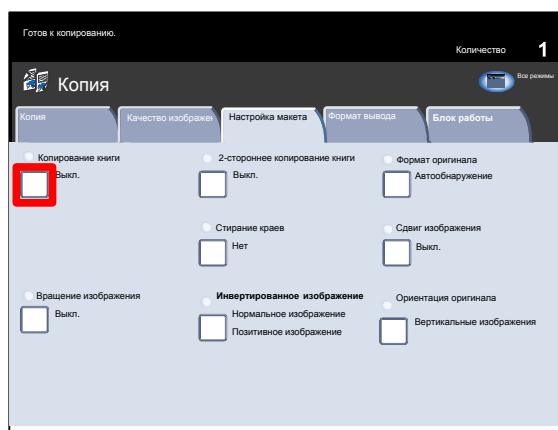 Готов к копированию.
Количество 1
Копия
Все режимы
Копия
Качество изображен
Настройка макета
Формат вывода
Блок работы
Копирование книги
Выкл.
2-стороннее копирование книги
Выкл.
Формат оригинала
Автообнаружение
Стирание краев
Нет
Сдвиг изображения
Выкл.
Вращение изображения
Выкл.
Инвертированное изображение
Нормальное изображение
Позитивное изображение
Ориентация оригинала
Вертикальные изображения